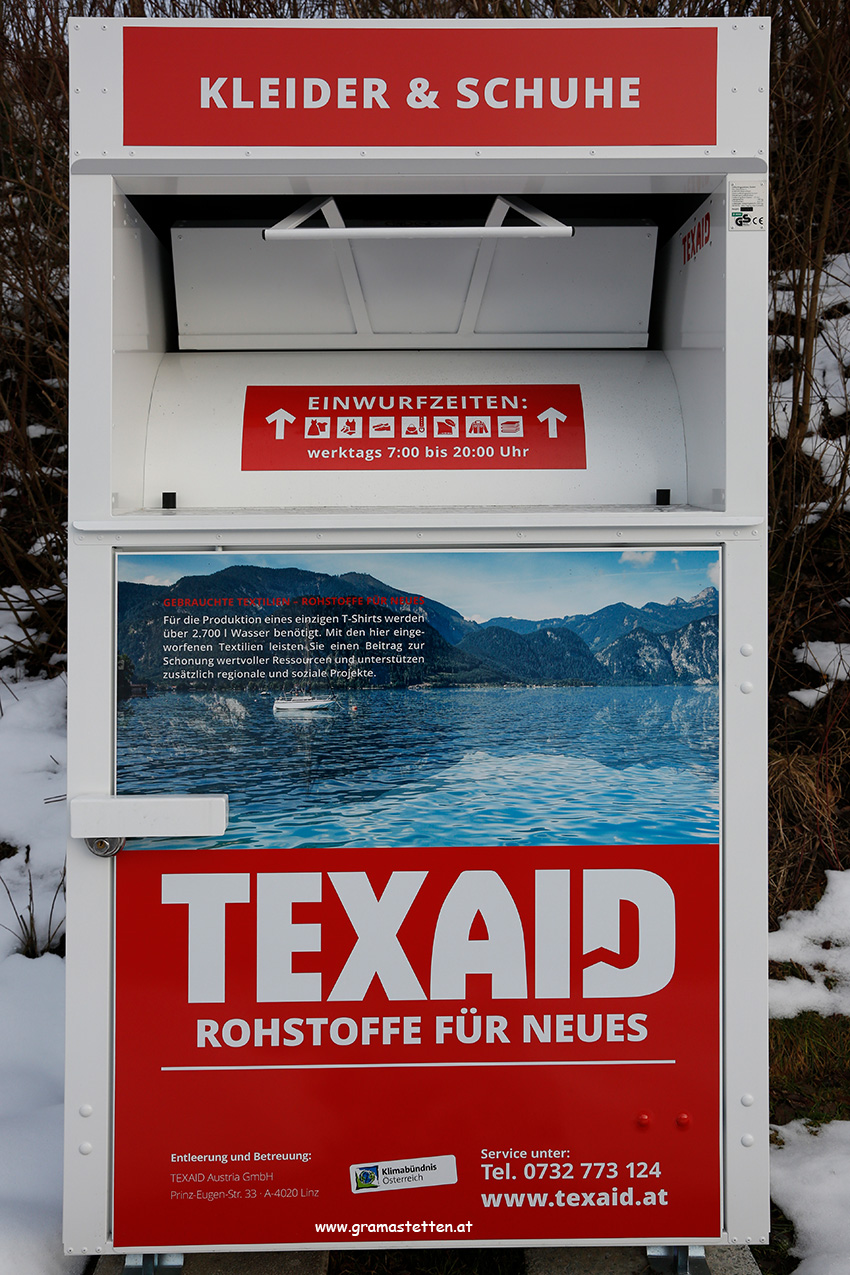 KLEIDER & SCHUHE
TEXAID
GS CE
EINWURFZEITEN:
werktags 7:00 bis 20:00 Uhr
GEBRAUCHTE TEXTILIEN – ROHSTOFFE FÜR NEUES
Für die Produktion eines einzigen T-Shirts werden
über 2.700 l Wasser benötigt. Mit den hier einge-
worfenen Textilien leisten Sie einen Beitrag zur
Schonung wertvoller Ressourcen und unterstützen
zusätzlich regionale und soziale Projekte.
TEXAID
ROHSTOFFE FÜR NEUES
Entleerung und Betreuung:
TEXAID Austria GmbH
Prinz-Eugen-Str. 33 · A-4020 Linz
Klimabündnis
Österreich
Service unter:
Tel. 0732 773 124
www.texaid.at
www.gramastetten.at